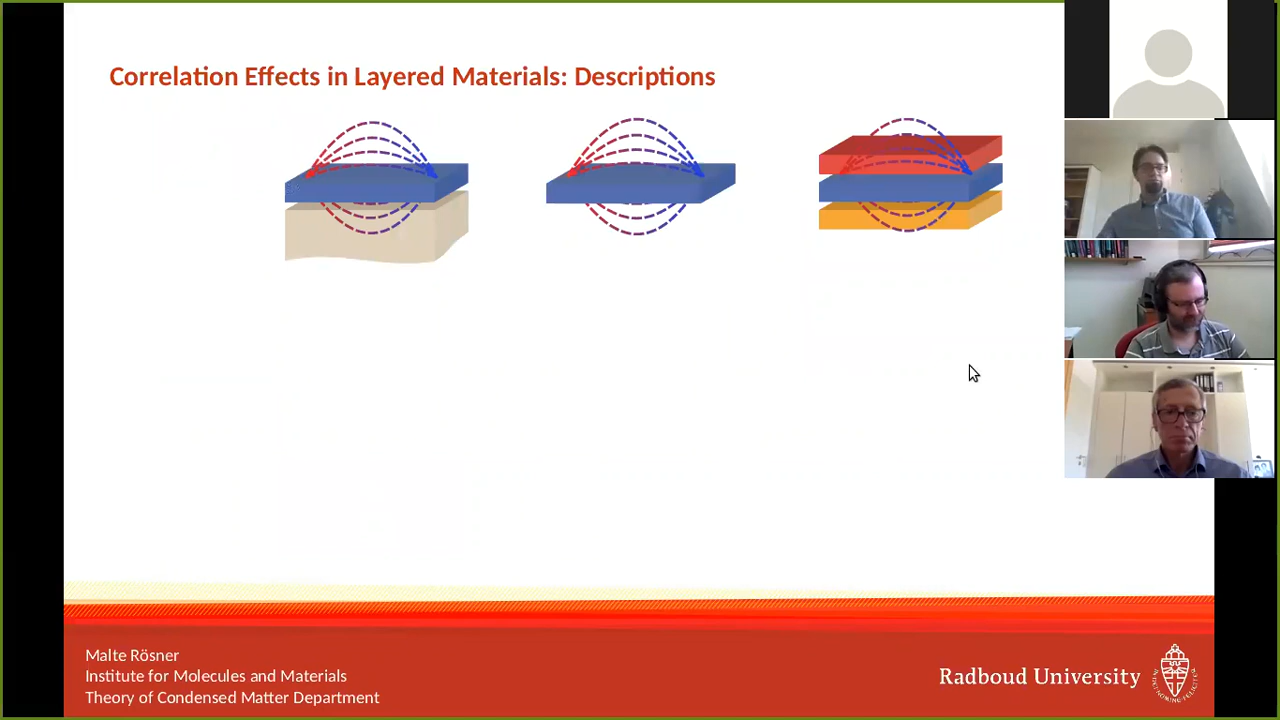 Correlation Effects in Layered Materials: Descriptions
Malte Rösner
Institute for Molecules and Materials
Theory of Condensed Matter Department
Radboud University